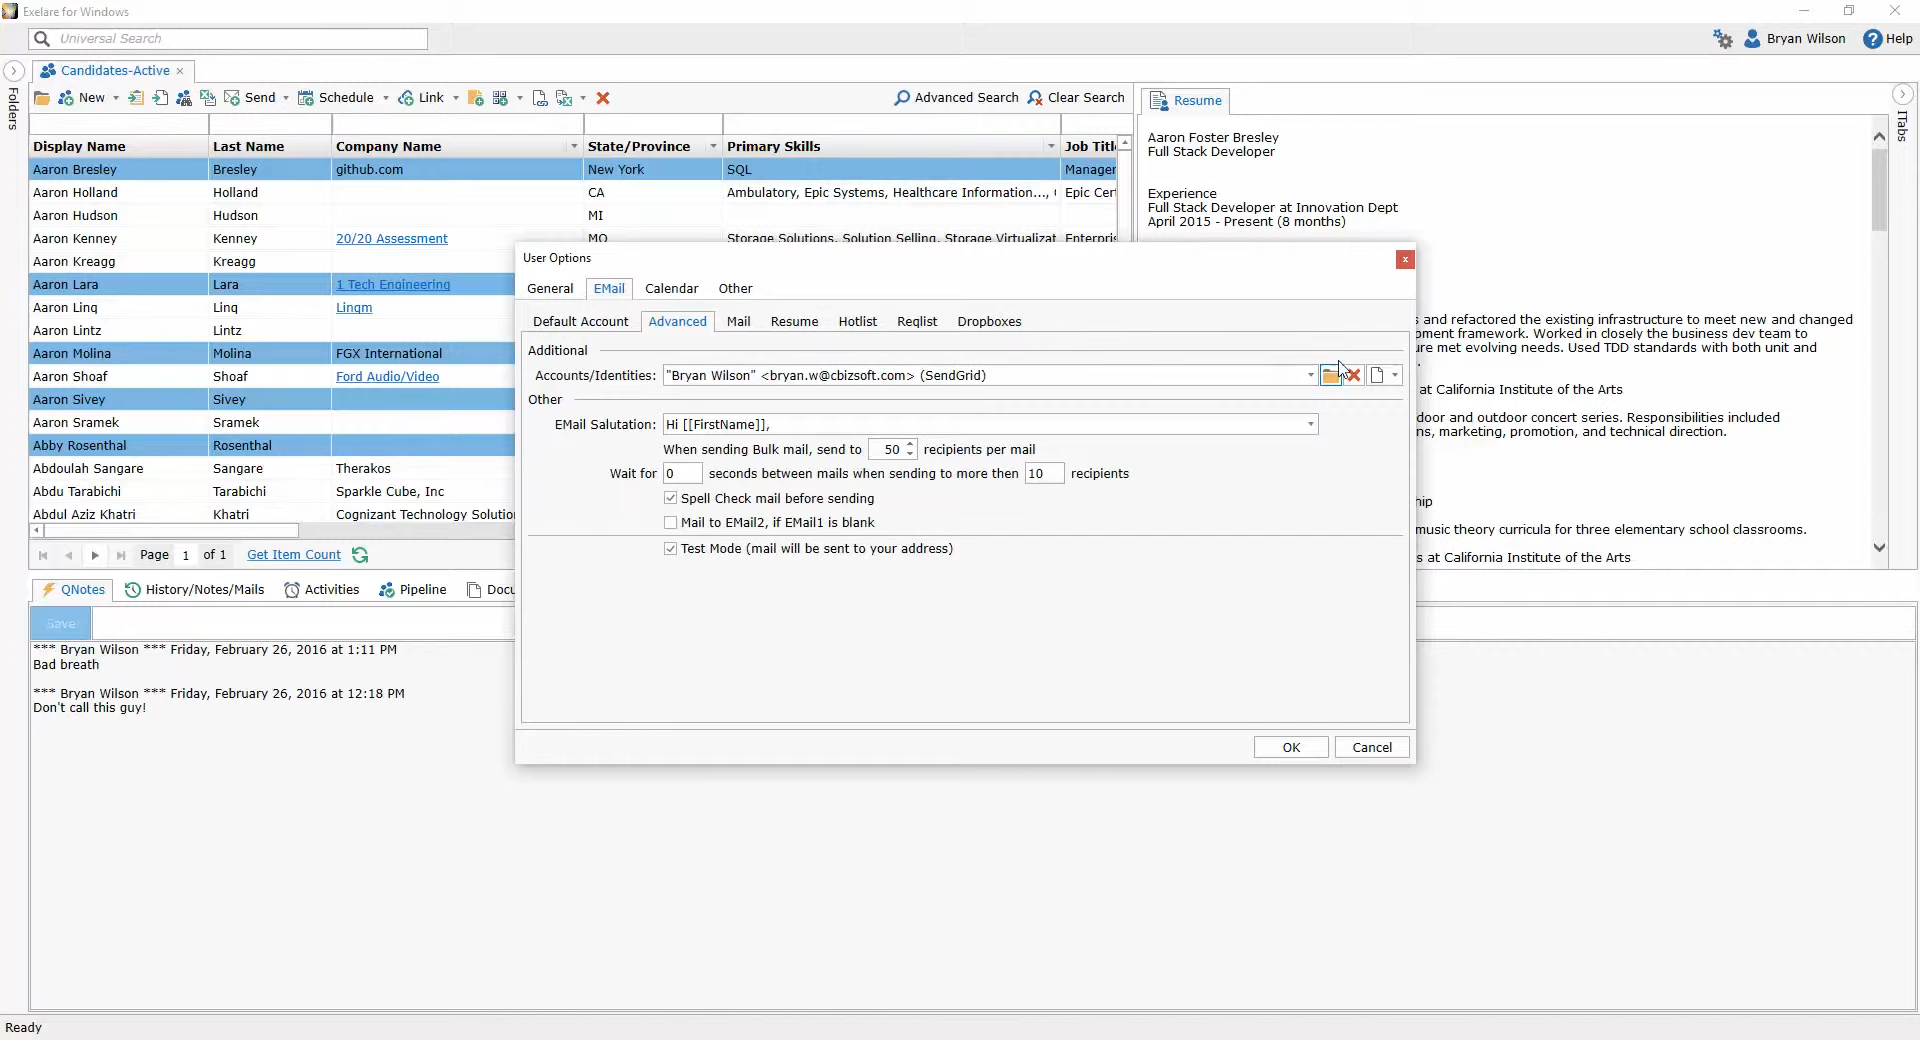 Exelare for Windows
Universal Search
Bryan Wilson
Help
Folders
Candidates-Active
New
Send
Schedule
Link
Advanced Search
Clear Search
Display Name Last Name Company Name State/Province Primary Skills Job Titl
Aaron Bresley Bresley github.com New York SQL Manager
Aaron Holland Holland CA Ambulatory, Epic Systems, Healthcare Information..., Epic Cert
Aaron Hudson Hudson MI
Aaron Kenney Kenney 20/20 Assessment MO Storage Solutions, Solution Selling, Storage Virtualizat Enterpris
Aaron Kreagg Kreagg
Aaron Lara Lara 1 Tech Engineering
Aaron Linq Linq Linqm
Aaron Lintz Lintz
Aaron Molina Molina FGX International
Aaron Shoaf Shoaf Ford Audio/Video
Aaron Sivey Sivey
Aaron Sramek Sramek
Abby Rosenthal Rosenthal
Abdoulah Sangare Sangare Therakos
Abdu Tarabichi Tarabichi Sparkle Cube, Inc
Abdul Aziz Khatri Khatri Cognizant Technology Solution
Page 1 of 1 Get Item Count
Resume
ITabs
Aaron Foster Bresley
Full Stack Developer
Experience
Full Stack Developer at Innovation Dept
April 2015 - Present (8 months)
s and refactored the existing infrastructure to meet new and changed
pment framework. Worked in closely the business dev team to
re met evolving needs. Used TDD standards with both unit and
.
at California Institute of the Arts
door and outdoor concert series. Responsibilities included
ns, marketing, promotion, and technical direction.
hip
music theory curricula for three elementary school classrooms.
s at California Institute of the Arts
User Options
General EMail Calendar Other
Default Account Advanced Mail Resume Hotlist Reqlist Dropboxes
Additional
Accounts/Identities: "Bryan Wilson" <bryan.w@cbizsoft.com> (SendGrid)
Other
EMail Salutation: Hi [[FirstName]],
When sending Bulk mail, send to 50 recipients per mail
Wait for 0 seconds between mails when sending to more then 10 recipients
Spell Check mail before sending
Mail to EMail2, if EMail1 is blank
Test Mode (mail will be sent to your address)
OK Cancel
QNotes History/Notes/Mails Activities Pipeline Docu
Save
*** Bryan Wilson *** Friday, February 26, 2016 at 1:11 PM
Bad breath
*** Bryan Wilson *** Friday, February 26, 2016 at 12:18 PM
Don't call this guy!
Ready